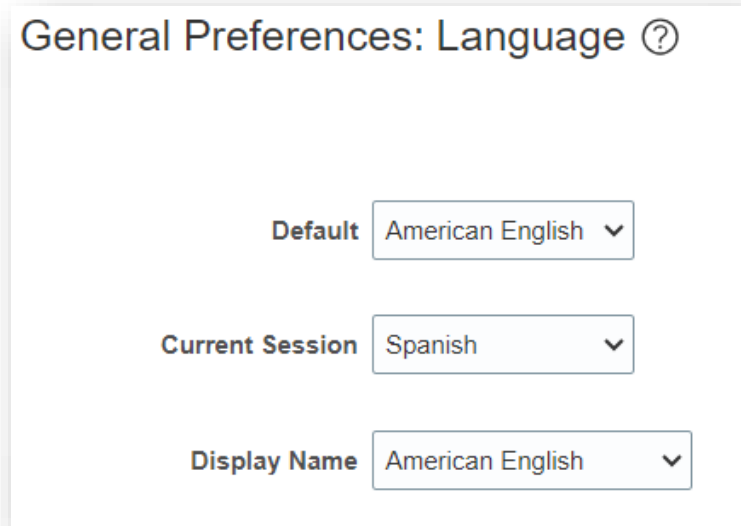 General Preferences: Language ?
Default American English
Current Session Spanish
Display Name American English